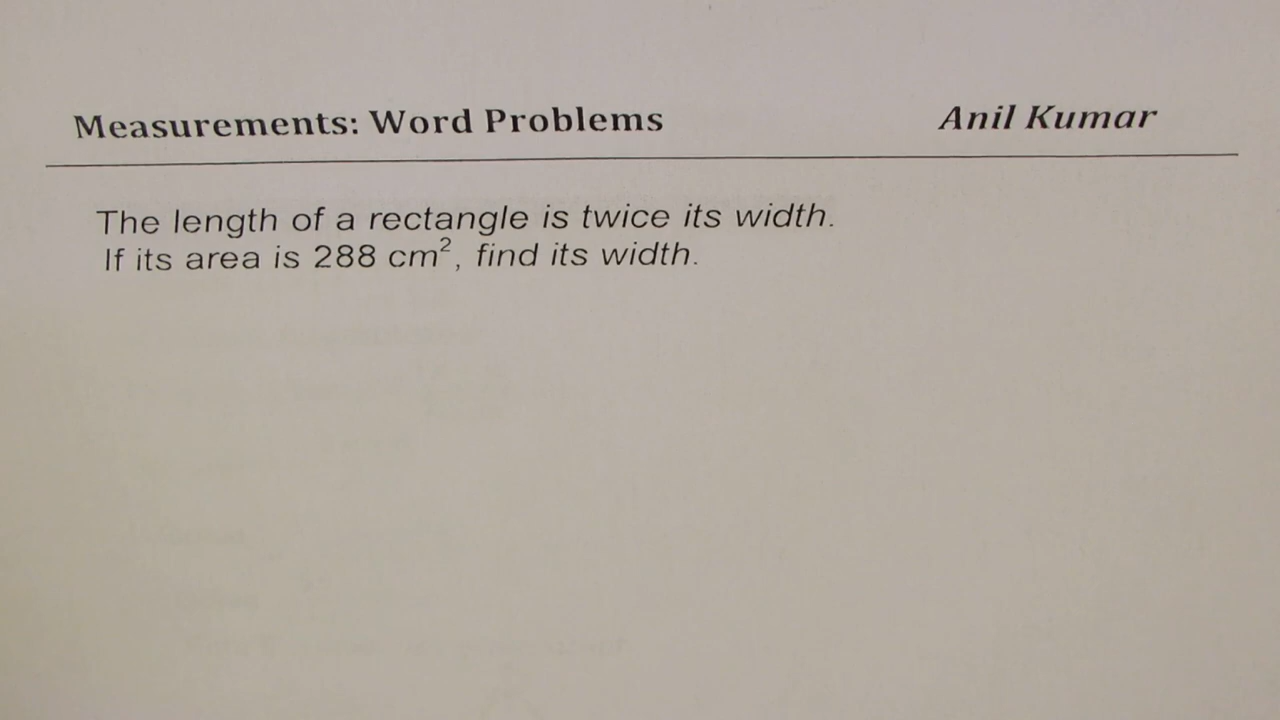 Measurements: Word Problems Anil Kumar
The length of a rectangle is twice its width.
If its area is 288 cm², find its width.